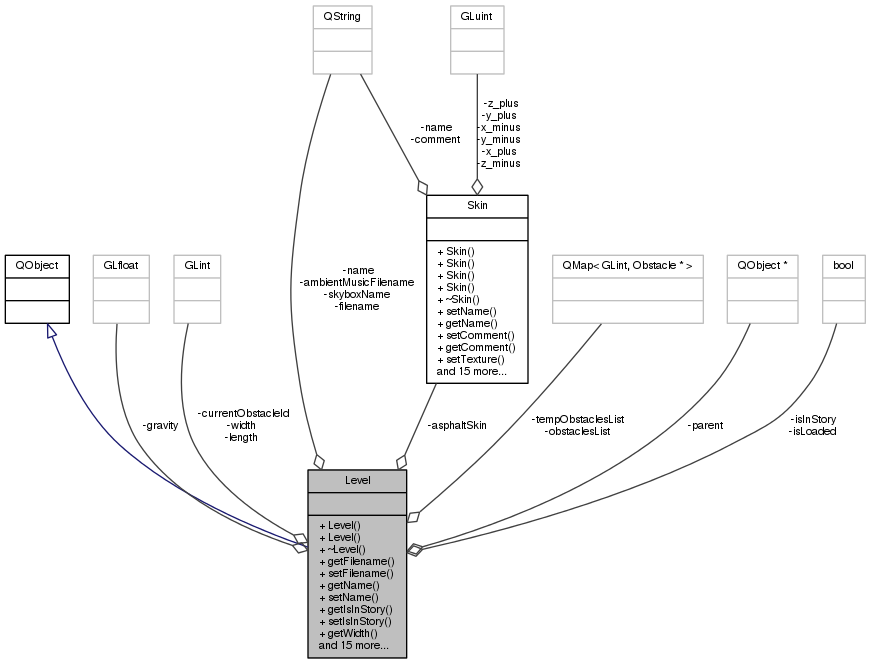 QString
GLuint
-z_plus
-y_plus
-x_minus
-y_minus
-x_plus
-z_minus
-name
-comment
Skin
+ Skin()
+ Skin()
+ Skin()
+ Skin()
+ ~Skin()
+ setName()
+ getName()
+ setComment()
+ getComment()
+ setTexture()
and 15 more...
QObject
GLfloat
GLint
QMap< GLint, Obstacle * >
QObject *
bool
-name
-ambientMusicFilename
-skyboxName
-filename
-gravity
-currentObstacleId
-width
-length
-asphaltSkin
-tempObstaclesList
-obstaclesList
-parent
-isInStory
-isLoaded
Level
+ Level()
+ Level()
+ ~Level()
+ getFilename()
+ setFilename()
+ getName()
+ setName()
+ getIsInStory()
+ setIsInStory()
+ getWidth()
and 15 more...